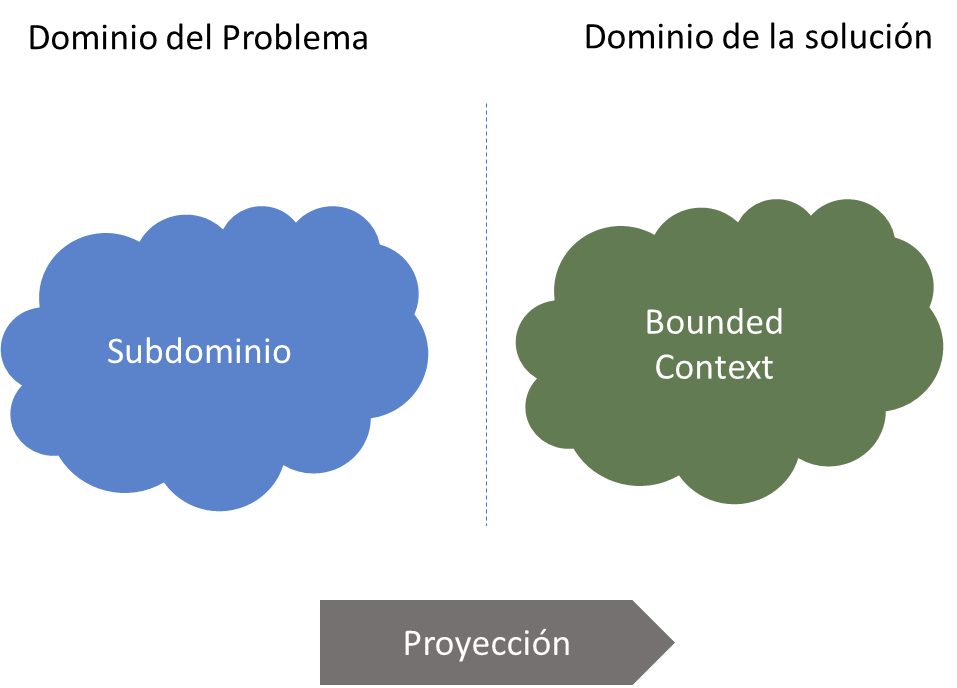 Dominio del Problema
Dominio de la solución
Subdominio
Bounded
Context
Proyección